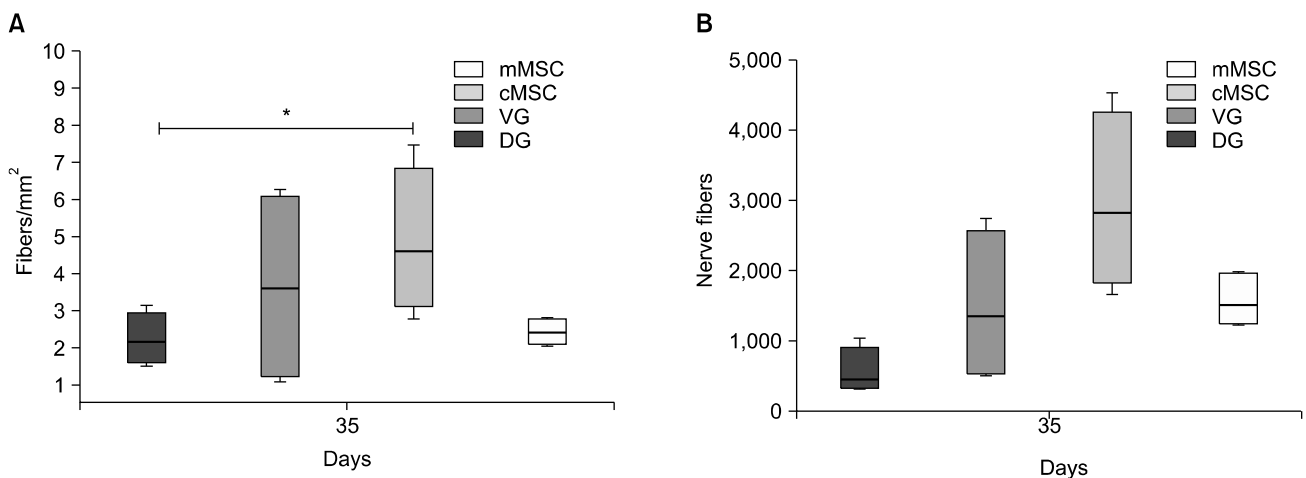 A
10
9
8
7
6
5
4
3
2
1
Fibers/mm²
*
mMSC
cMSC
VG
DG
35
Days
B
5,000
4,000
3,000
2,000
1,000
0
Nerve fibers
mMSC
cMSC
VG
DG
35
Days